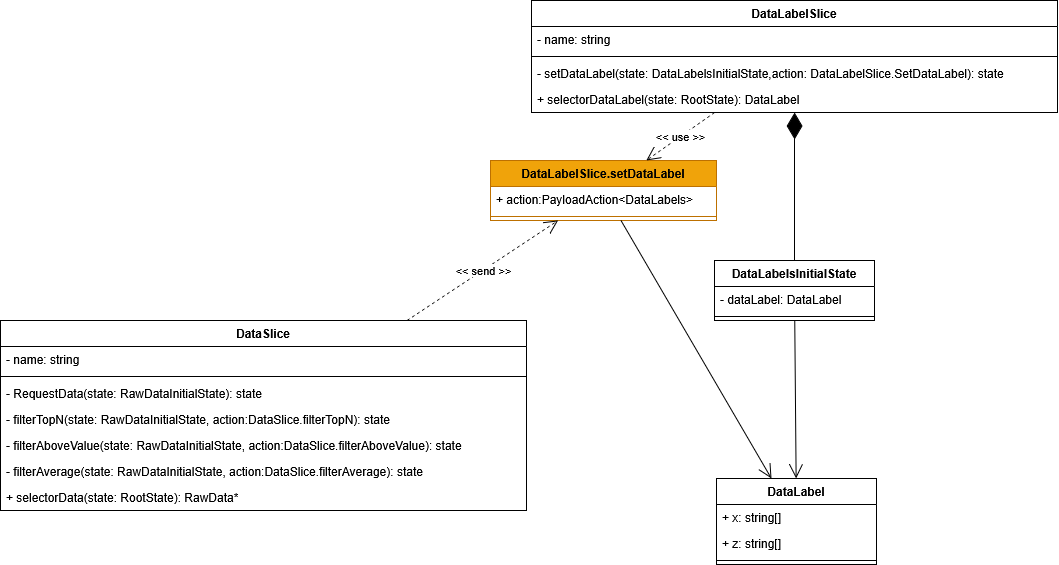 DataLabelSlice
- name: string
- setDataLabel(state: DataLabelsInitialState,action: DataLabelSlice.SetDataLabel): state
+ selectorDataLabel(state: RootState): DataLabel
<< use >>
DataLabelSlice.setDataLabel
+ action:PayloadAction<DataLabels>
<< send >>
DataLabelsInitialState
- dataLabel: DataLabel
DataSlice
- name: string
- RequestData(state: RawDataInitialState): state
- filterTopN(state: RawDataInitialState, action:DataSlice.filterTopN): state
- filterAboveValue(state: RawDataInitialState, action:DataSlice.filterAboveValue): state
- filterAverage(state: RawDataInitialState, action:DataSlice.filterAverage): state
+ selectorData(state: RootState): RawData*
DataLabel
+ x: string[]
+ z: string[]